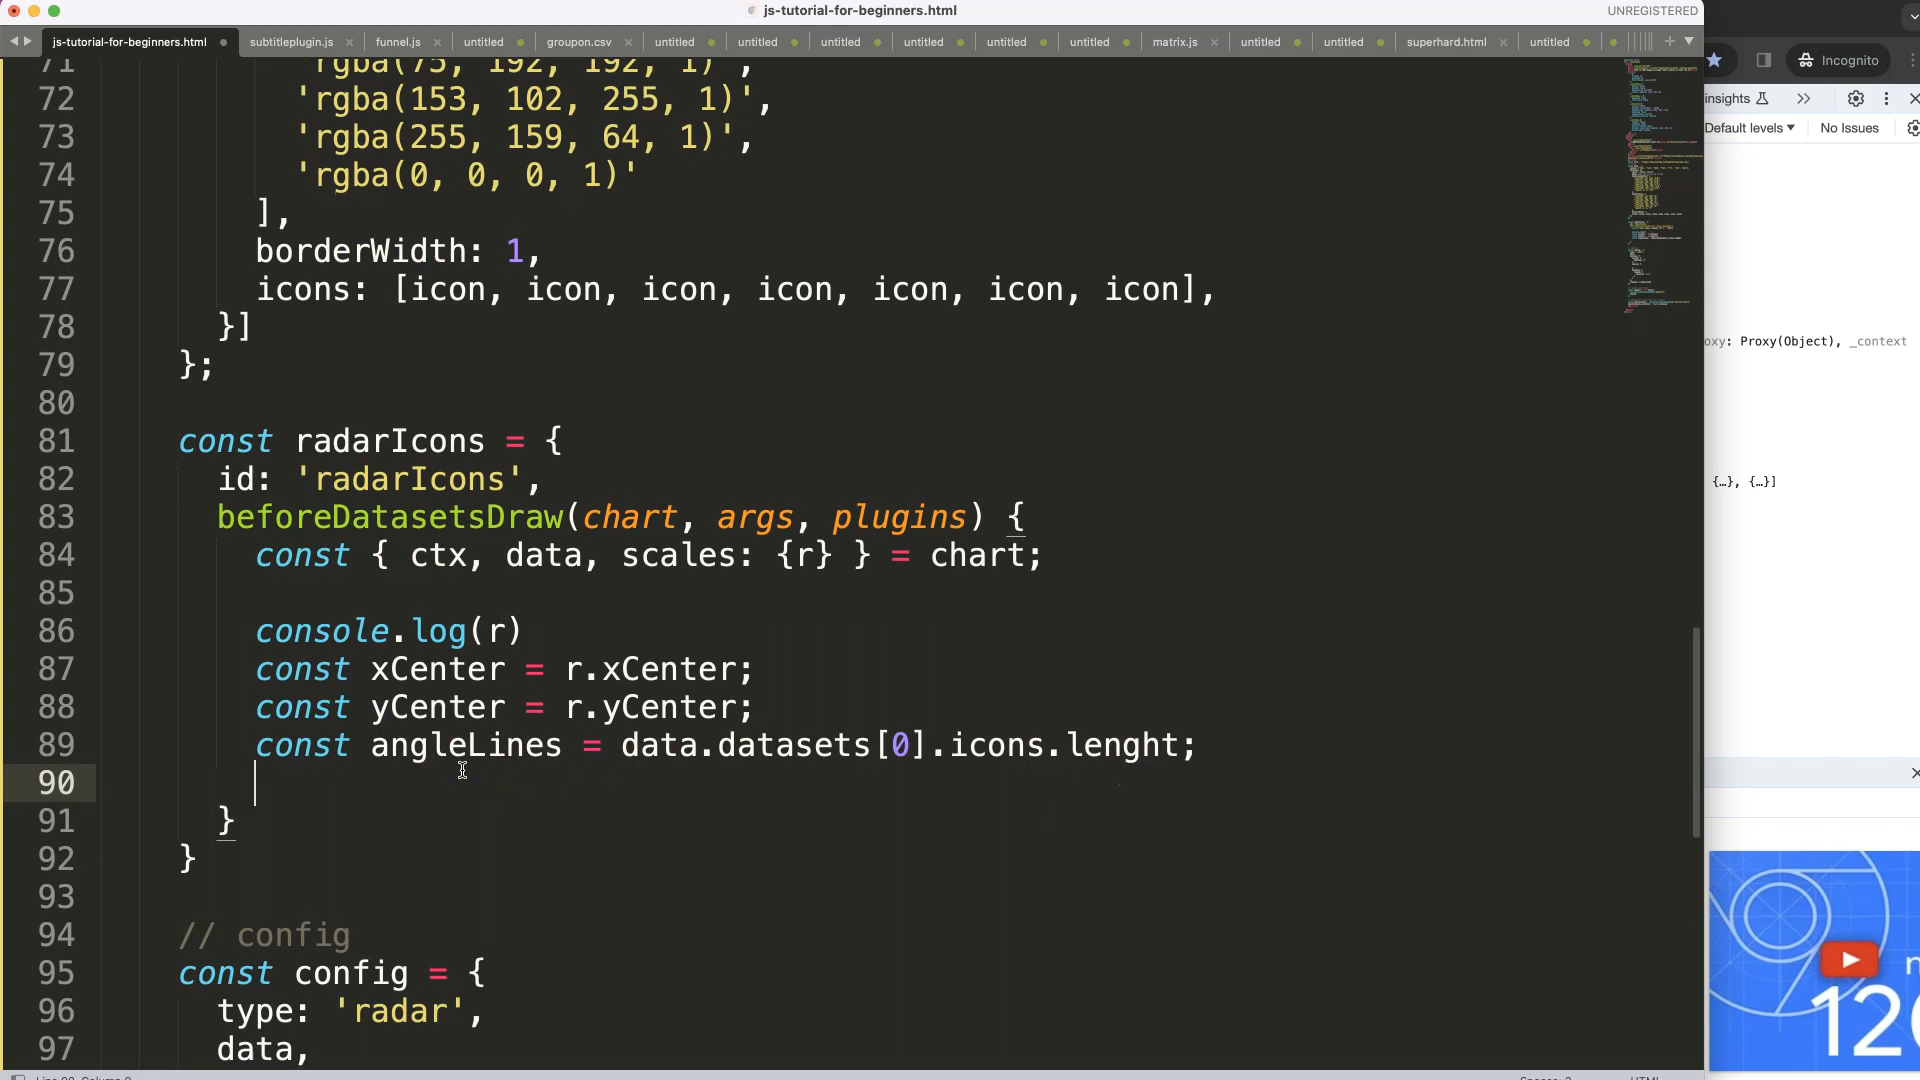 js-tutorial-for-beginners.html
UNREGISTERED
js-tutorial-for-beginners.html subtitleplugin.js funnel.js untitled groupon.csv untitled untitled untitled untitled untitled untitled matrix.js untitled untitled superhard.html untitled
Incognito
insights
Default levels No Issues
71 'rgba(75, 192, 192, 1)',
72 'rgba(153, 102, 255, 1)',
73 'rgba(255, 159, 64, 1)',
74 'rgba(0, 0, 0, 1)'
75 ],
76 borderWidth: 1,
77 icons: [icon, icon, icon, icon, icon, icon, icon],
78 }]
79 };
80
81 const radarIcons = {
82 id: 'radarIcons',
83 beforeDatasetsDraw(chart, args, plugins) {
84 const { ctx, data, scales: {r} } = chart;
85
86 console.log(r)
87 const xCenter = r.xCenter;
88 const yCenter = r.yCenter;
89 const angleLines = data.datasets[0].icons.lenght;
90
91 }
92 }
93
94 // config
95 const config = {
96 type: 'radar',
97 data,
oxy: Proxy(Object), _context
{…}, {…}]